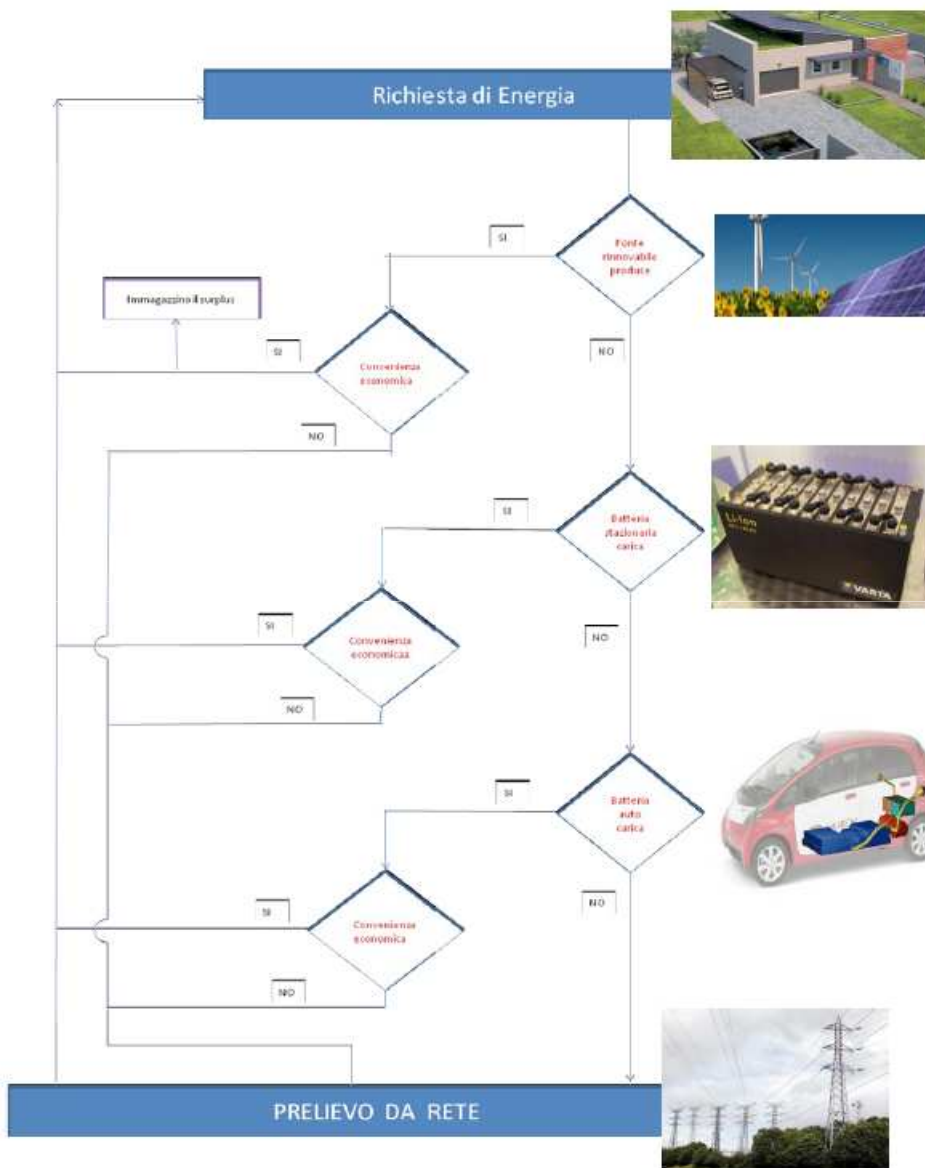 Richiesta di Energia
SI
Fonte
rinnovabile
produce
Immagazzino il surplus
SI
Convenienza
economica
NO
NO
SI
Batteria
stazionaria
carica
Li-Ion
VARTA
SI
Convenienza
economicaa
NO
NO
SI
Batteria
auto
carica
SI
Convenienza
economica
NO
NO
PRELIEVO DA RETE